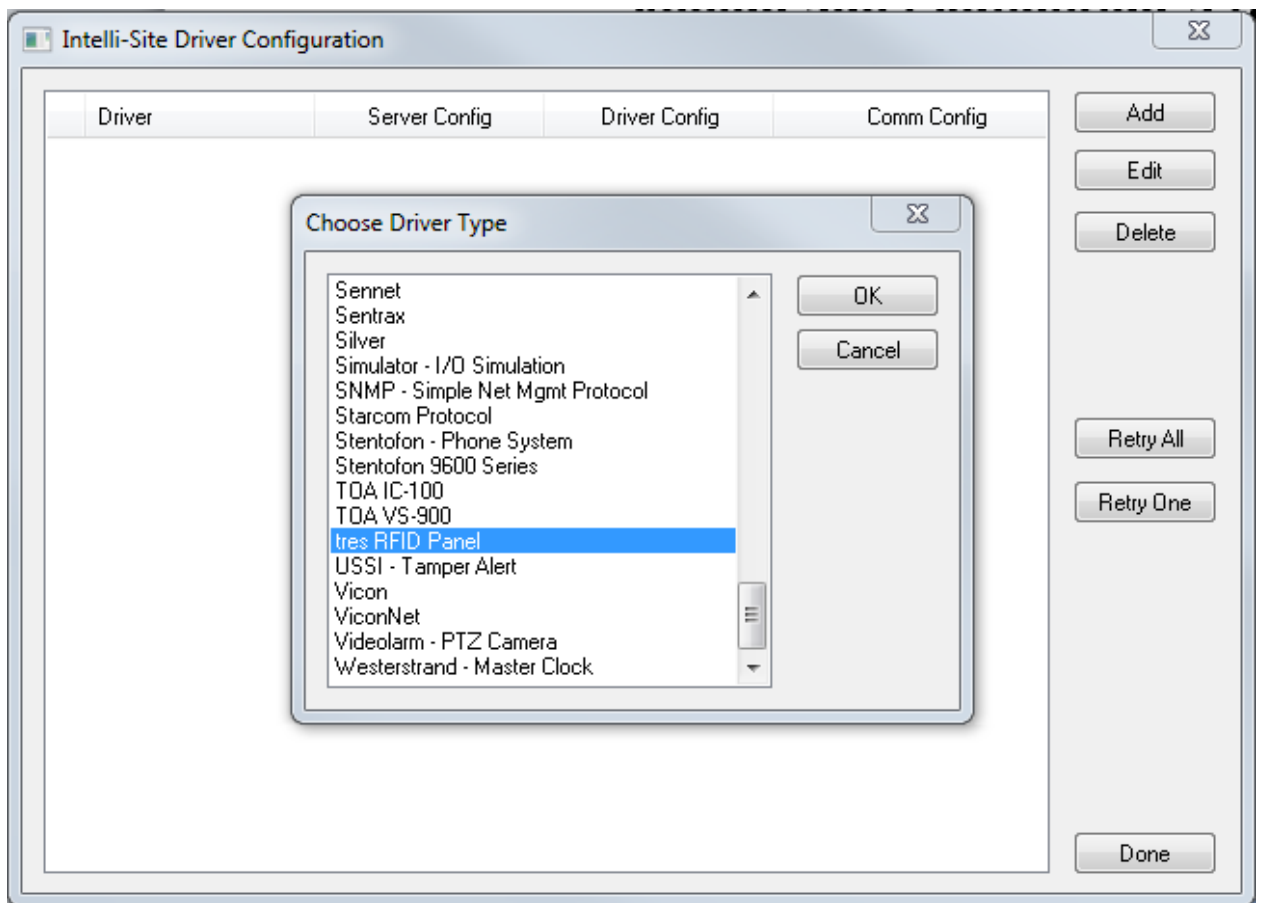 Intelli-Site Driver Configuration
Driver Server Config Driver Config Comm Config
Add
Edit
Delete
Choose Driver Type
Sennet
Sentrax
Silver
Simulator - I/O Simulation
SNMP - Simple Net Mgmt Protocol
Starcom Protocol
Stentofon - Phone System
Stentofon 9600 Series
TOA IC-100
TOA VS-900
tres RFID Panel
USSI - Tamper Alert
Vicon
ViconNet
Videolarm - PTZ Camera
Westerstrand - Master Clock
OK
Cancel
Retry All
Retry One
Done